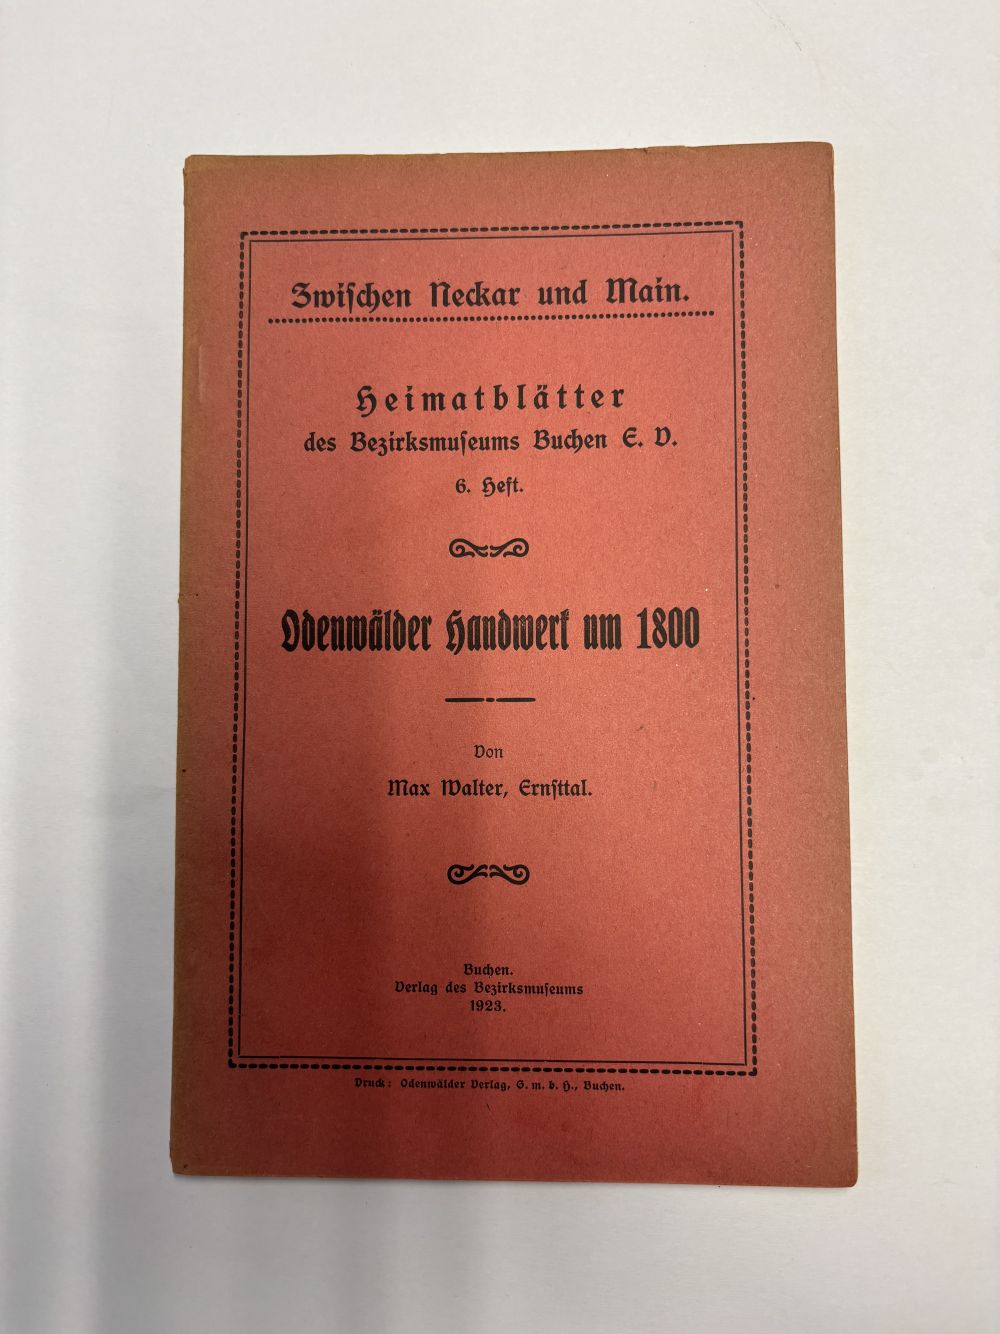 Zwischen Neckar und Main.
Heimatblätter
des Bezirksmuseums Buchen E. V.
6. Heft.
Odenwälder Handwerk um 1800
Von
Max Walter, Ernsttal.
Buchen.
Verlag des Bezirksmuseums
1923.
Druck: Odenwälder Verlag, G. m. b. H., Buchen.